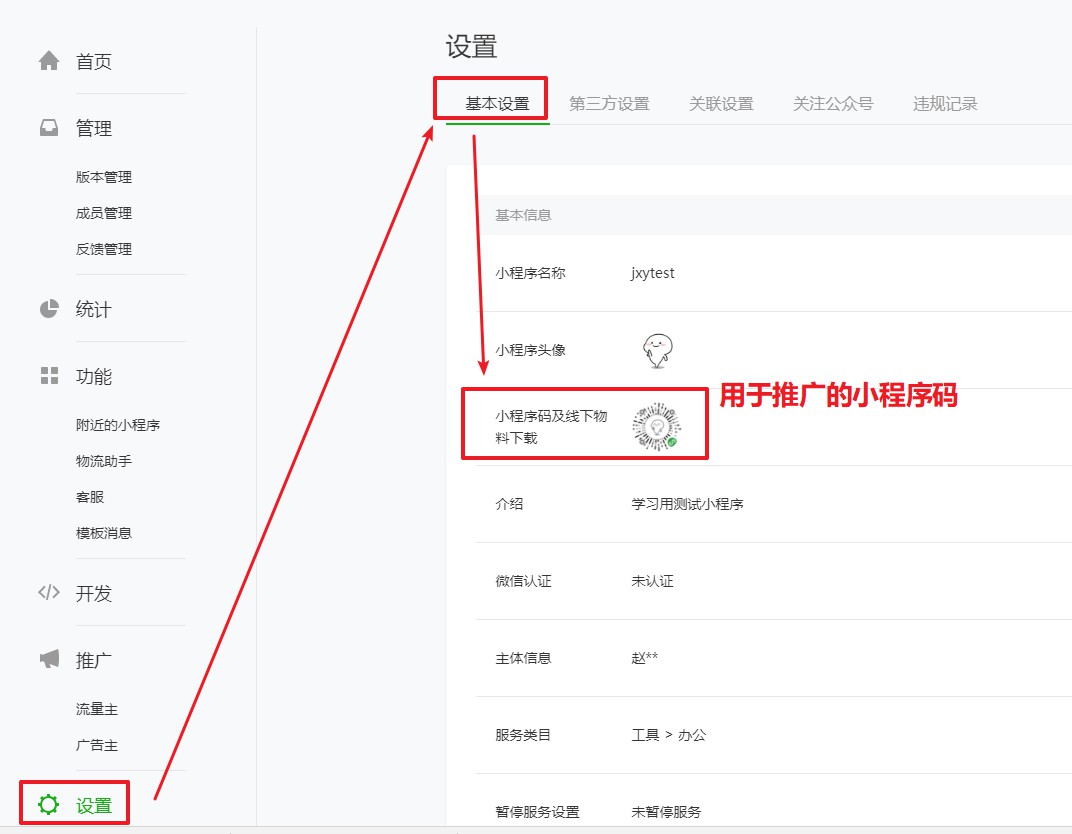 首页
管理
版本管理
成员管理
反馈管理
统计
功能
附近的小程序
物流助手
客服
模板消息
开发
推广
流量主
广告主
设置
设置
基本设置 第三方设置 关联设置 关注公众号 违规记录
基本信息
小程序名称 jxytest
小程序头像
小程序码及线下物
料下载
用于推广的小程序码
介绍 学习用测试小程序
微信认证 未认证
主体信息 赵**
服务类目 工具 > 办公
暂停服务设置 未暂停服务